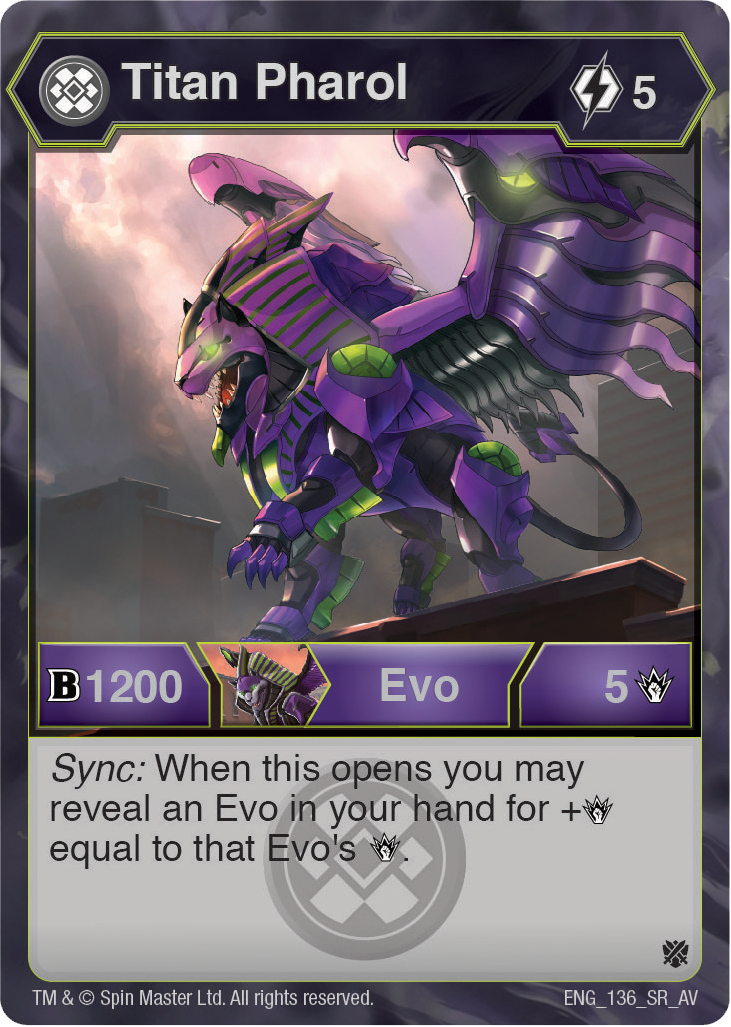 Titan Pharol
5
B 1200
Evo
5
Sync: When this opens you may
reveal an Evo in your hand for +
equal to that Evo's .
TM & © Spin Master Ltd. All rights reserved.
ENG_136_SR_AV